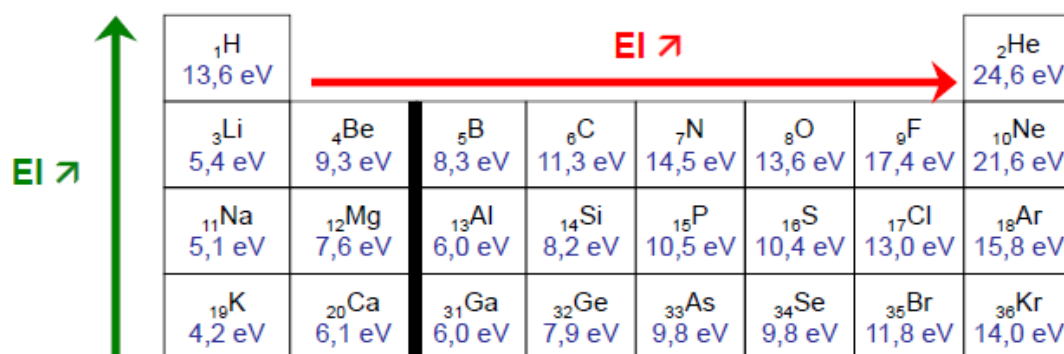 ₁H
13,6 eV
EI ↗
₂He
24,6 eV
EI ↗
₃Li
5,4 eV
₄Be
9,3 eV
₅B
8,3 eV
₆C
11,3 eV
₇N
14,5 eV
₈O
13,6 eV
₉F
17,4 eV
₁₀Ne
21,6 eV
₁₁Na
5,1 eV
₁₂Mg
7,6 eV
₁₃Al
6,0 eV
₁₄Si
8,2 eV
₁₅P
10,5 eV
₁₆S
10,4 eV
₁₇Cl
13,0 eV
₁₈Ar
15,8 eV
₁₉K
4,2 eV
₂₀Ca
6,1 eV
₃₁Ga
6,0 eV
₃₂Ge
7,9 eV
₃₃As
9,8 eV
₃₄Se
9,8 eV
₃₅Br
11,8 eV
₃₆Kr
14,0 eV